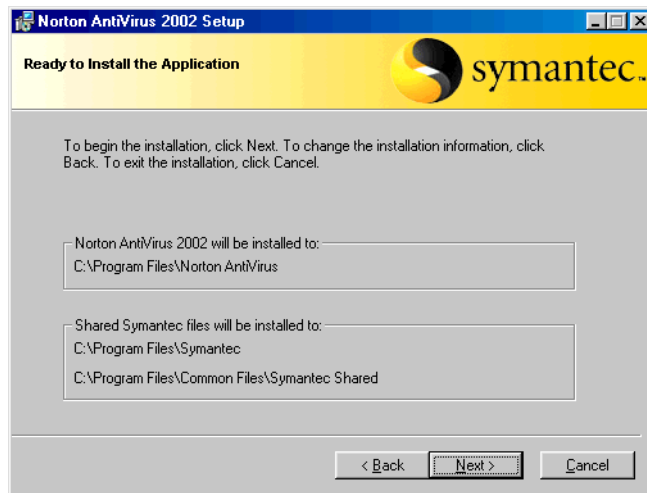 Norton AntiVirus 2002 Setup
Ready to Install the Application
symantec.
To begin the installation, click Next. To change the installation information, click
Back. To exit the installation, click Cancel.
Norton AntiVirus 2002 will be installed to:
C:\Program Files\Norton AntiVirus
Shared Symantec files will be installed to:
C:\Program Files\Symantec
C:\Program Files\Common Files\Symantec Shared
< Back Next > Cancel